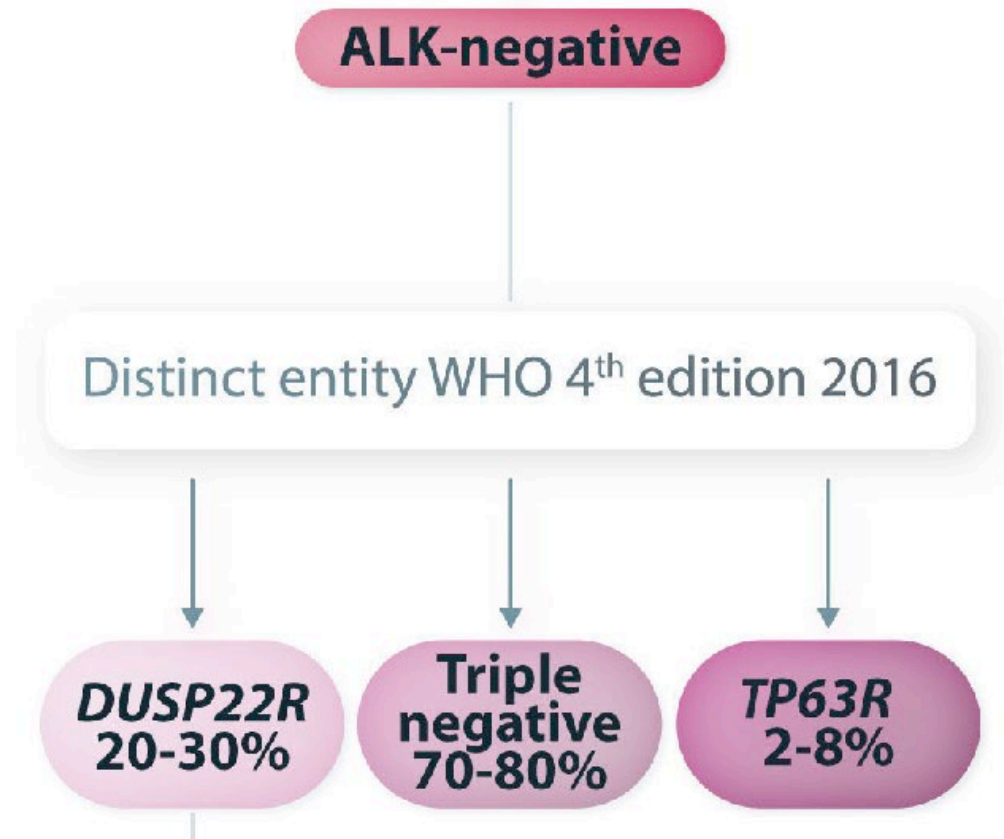 ALK-negative
Distinct entity WHO 4th edition 2016
DUSP22R
20-30%
Triple
negative
70-80%
TP63R
2-8%